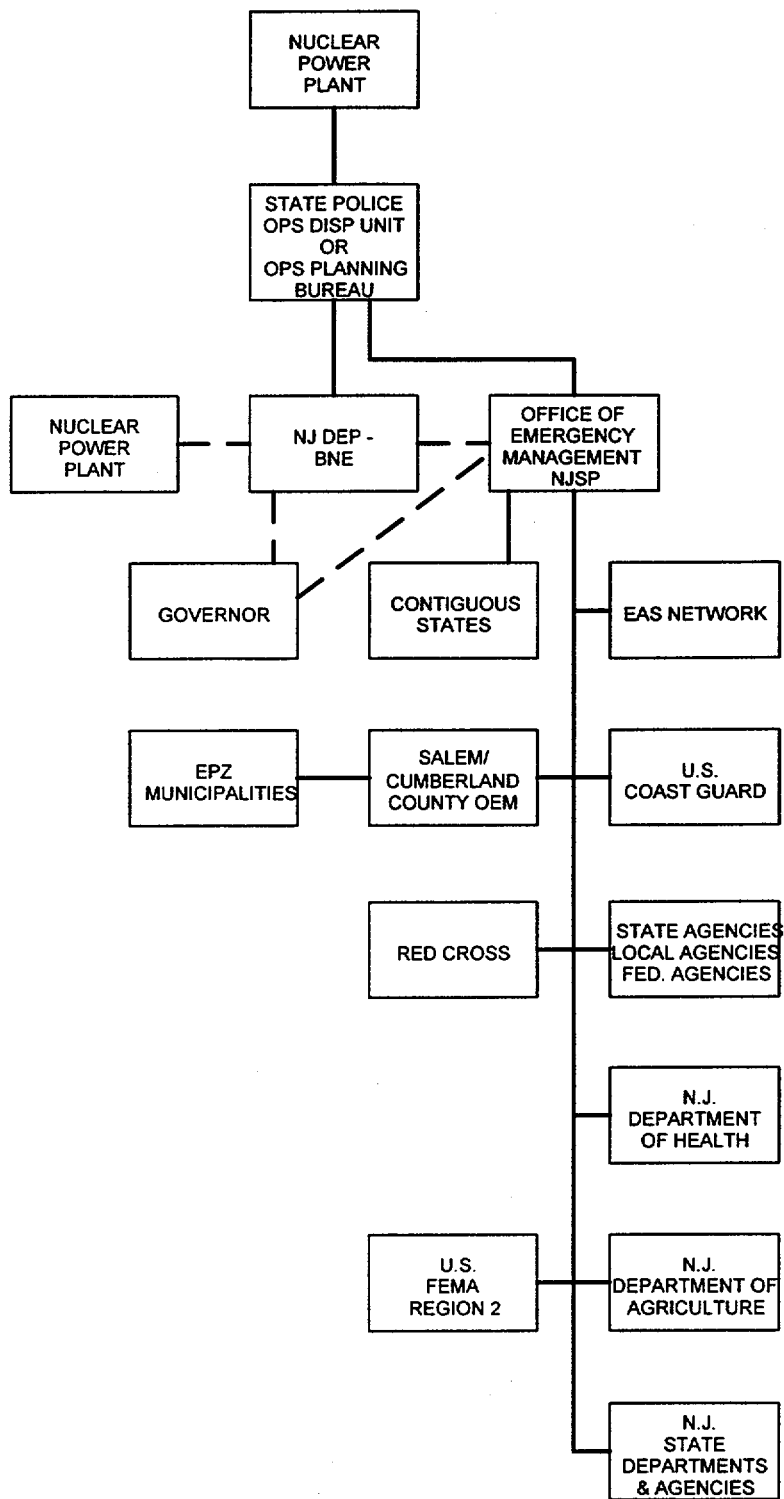 NUCLEAR
POWER
PLANT
STATE POLICE
OPS DISP UNIT
OR
OPS PLANNING
BUREAU
NUCLEAR
POWER
PLANT
NJ DEP -
BNE
OFFICE OF
EMERGENCY
MANAGEMENT
NJSP
GOVERNOR
CONTIGUOUS
STATES
EAS NETWORK
EPZ
MUNICIPALITIES
SALEM/
CUMBERLAND
COUNTY OEM
U.S.
COAST GUARD
RED CROSS
STATE AGENCIES
LOCAL AGENCIES
FED. AGENCIES
N.J.
DEPARTMENT
OF HEALTH
U.S.
FEMA
REGION 2
N.J.
DEPARTMENT OF
AGRICULTURE
N.J.
STATE
DEPARTMENTS
& AGENCIES